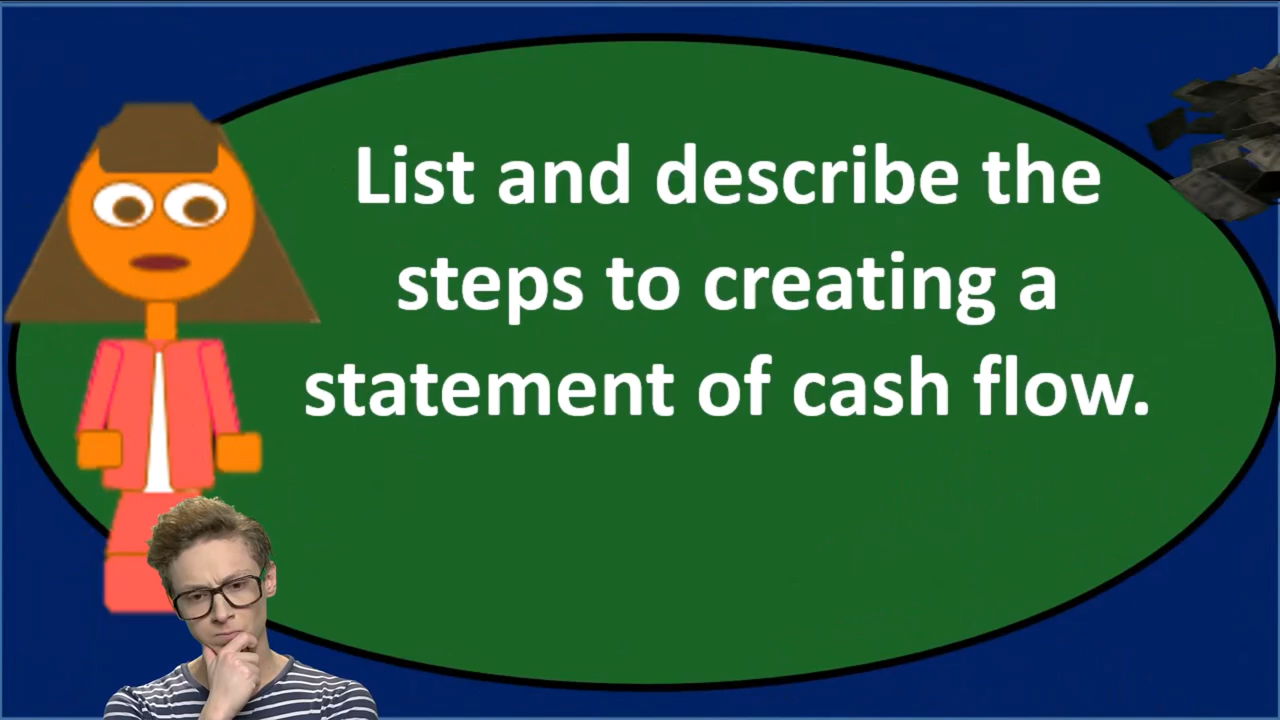 List and describe the
steps to creating a
statement of cash flow.